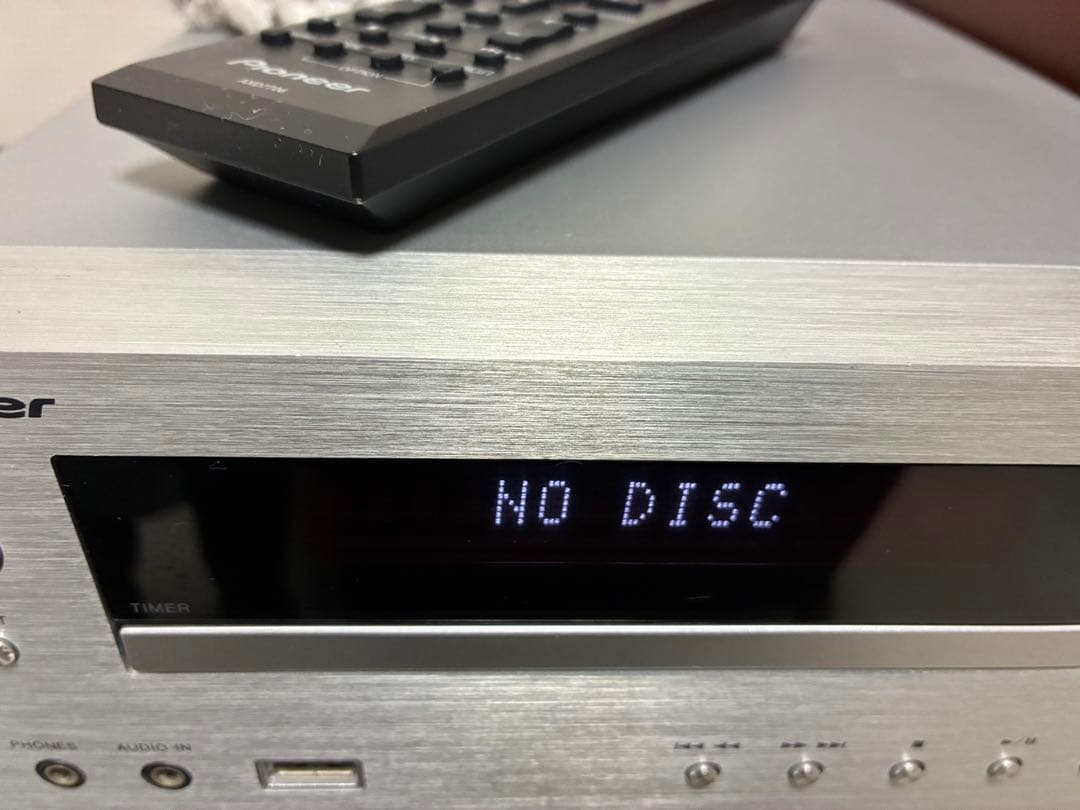 Pioneer
er
NO DISC
TIMER
PHONES
AUDIO IN